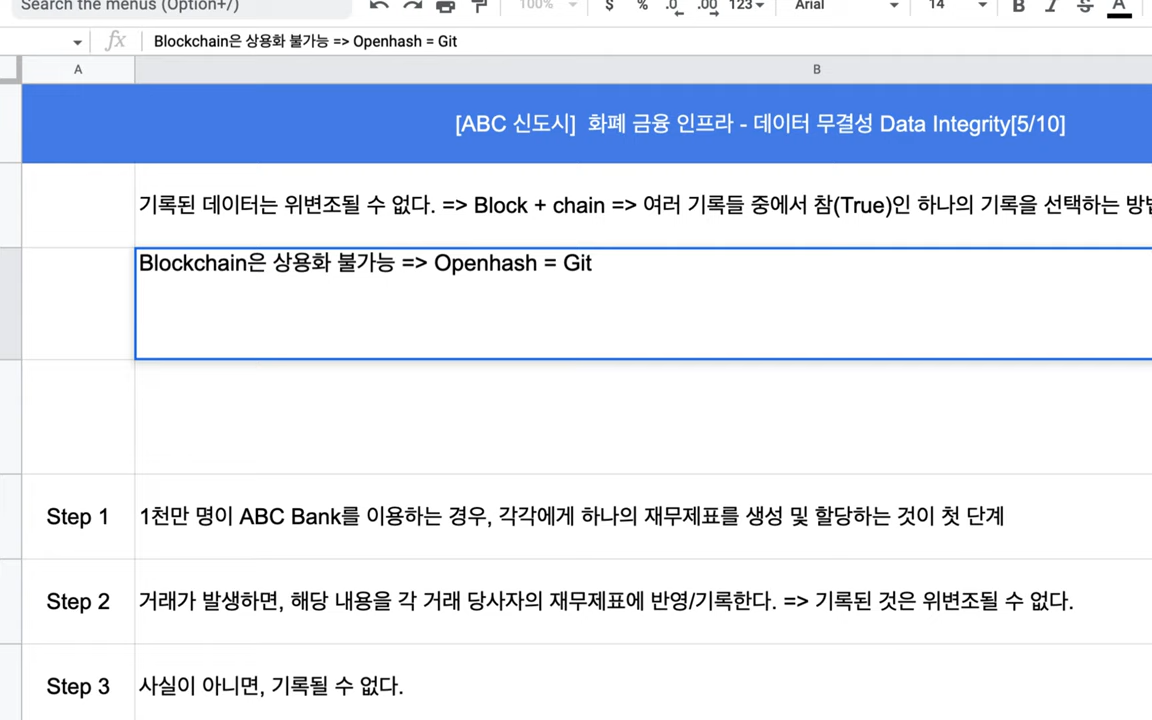 Search the menus (Option+/)
100%
$ % .0 .00 123
Arial
14
B I S A
fx
Blockchain은 상용화 불가능 => Openhash = Git
A
B
[ABC 신도시] 화폐 금융 인프라 - 데이터 무결성 Data Integrity[5/10]
기록된 데이터는 위변조될 수 없다. => Block + chain => 여러 기록들 중에서 참(True)인 하나의 기록을 선택하는
Blockchain은 상용화 불가능 => Openhash = Git
Step 1
1천만 명이 ABC Bank를 이용하는 경우, 각각에게 하나의 재무제표를 생성 및 할당하는 것이 첫 단계
Step 2
거래가 발생하면, 해당 내용을 각 거래 당사자의 재무제표에 반영/기록한다. => 기록된 것은 위변조될 수 없다.
Step 3
사실이 아니면, 기록될 수 없다.